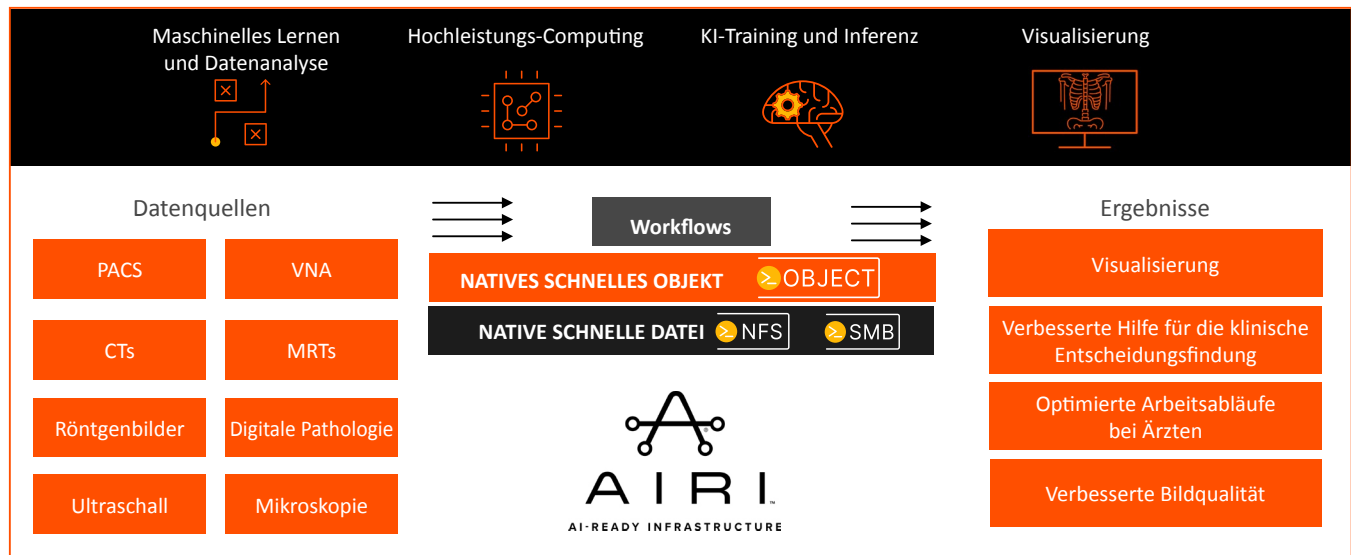 Maschinelles Lernen
und Datenanalyse
Hochleistungs-Computing
KI-Training und Inferenz
Visualisierung
Datenquellen
PACS
VNA
CTs
MRTs
Röntgenbilder
Digitale Pathologie
Ultraschall
Mikroskopie
Workflows
NATIVES SCHNELLES OBJEKT >_ OBJECT
NATIVE SCHNELLE DATEI >_ NFS >_ SMB
AIRI™
AI-READY INFRASTRUCTURE
Ergebnisse
Visualisierung
Verbesserte Hilfe für die klinische
Entscheidungsfindung
Optimierte Arbeitsabläufe
bei Ärzten
Verbesserte Bildqualität